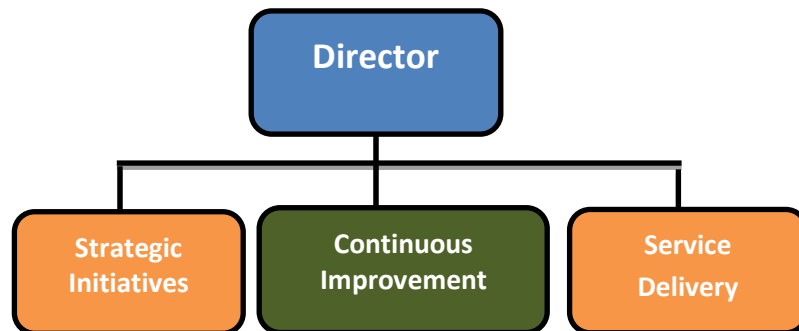 Director
Strategic
Initiatives
Continuous
Improvement
Service
Delivery